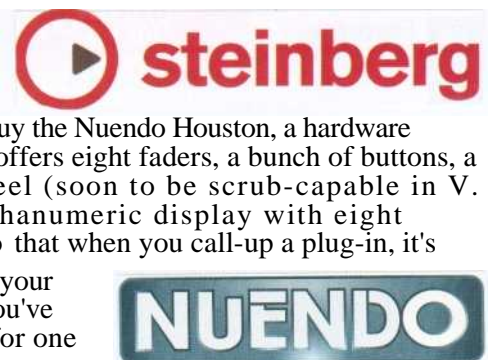 steinberg
uy the Nuendo Houston, a hardware
offers eight faders, a bunch of buttons, a
eel (soon to be scrub-capable in V.
hanumeric display with eight
that when you call-up a plug-in, it's
your
ou've
for one
NUENDO